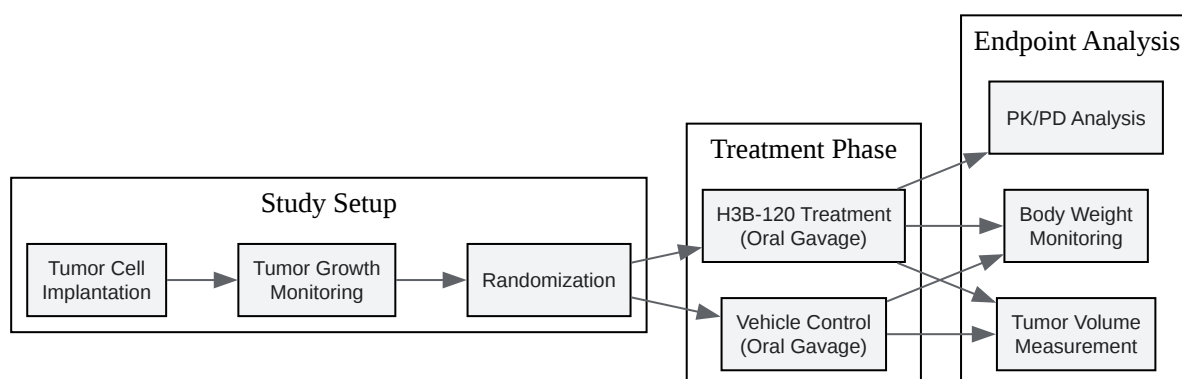 Study Setup
Tumor Cell
Implantation
Tumor Growth
Monitoring
Randomization
Treatment Phase
H3B-120 Treatment
(Oral Gavage)
Vehicle Control
(Oral Gavage)
Endpoint Analysis
PK/PD Analysis
Body Weight
Monitoring
Tumor Volume
Measurement